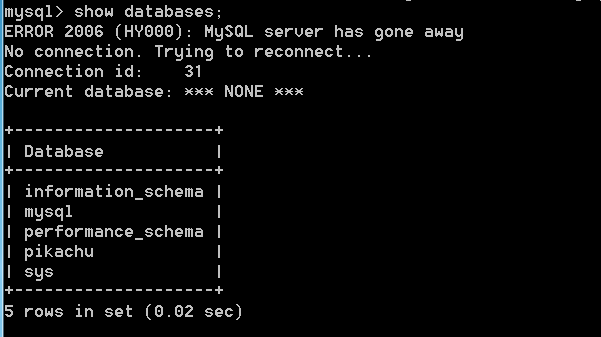 mysql> show databases;
ERROR 2006 (HY000): MySQL server has gone away
No connection. Trying to reconnect...
Connection id:    31
Current database: *** NONE ***

+--------------------+
| Database           |
+--------------------+
| information_schema |
| mysql              |
| performance_schema |
| pikachu            |
| sys                |
+--------------------+
5 rows in set (0.02 sec)